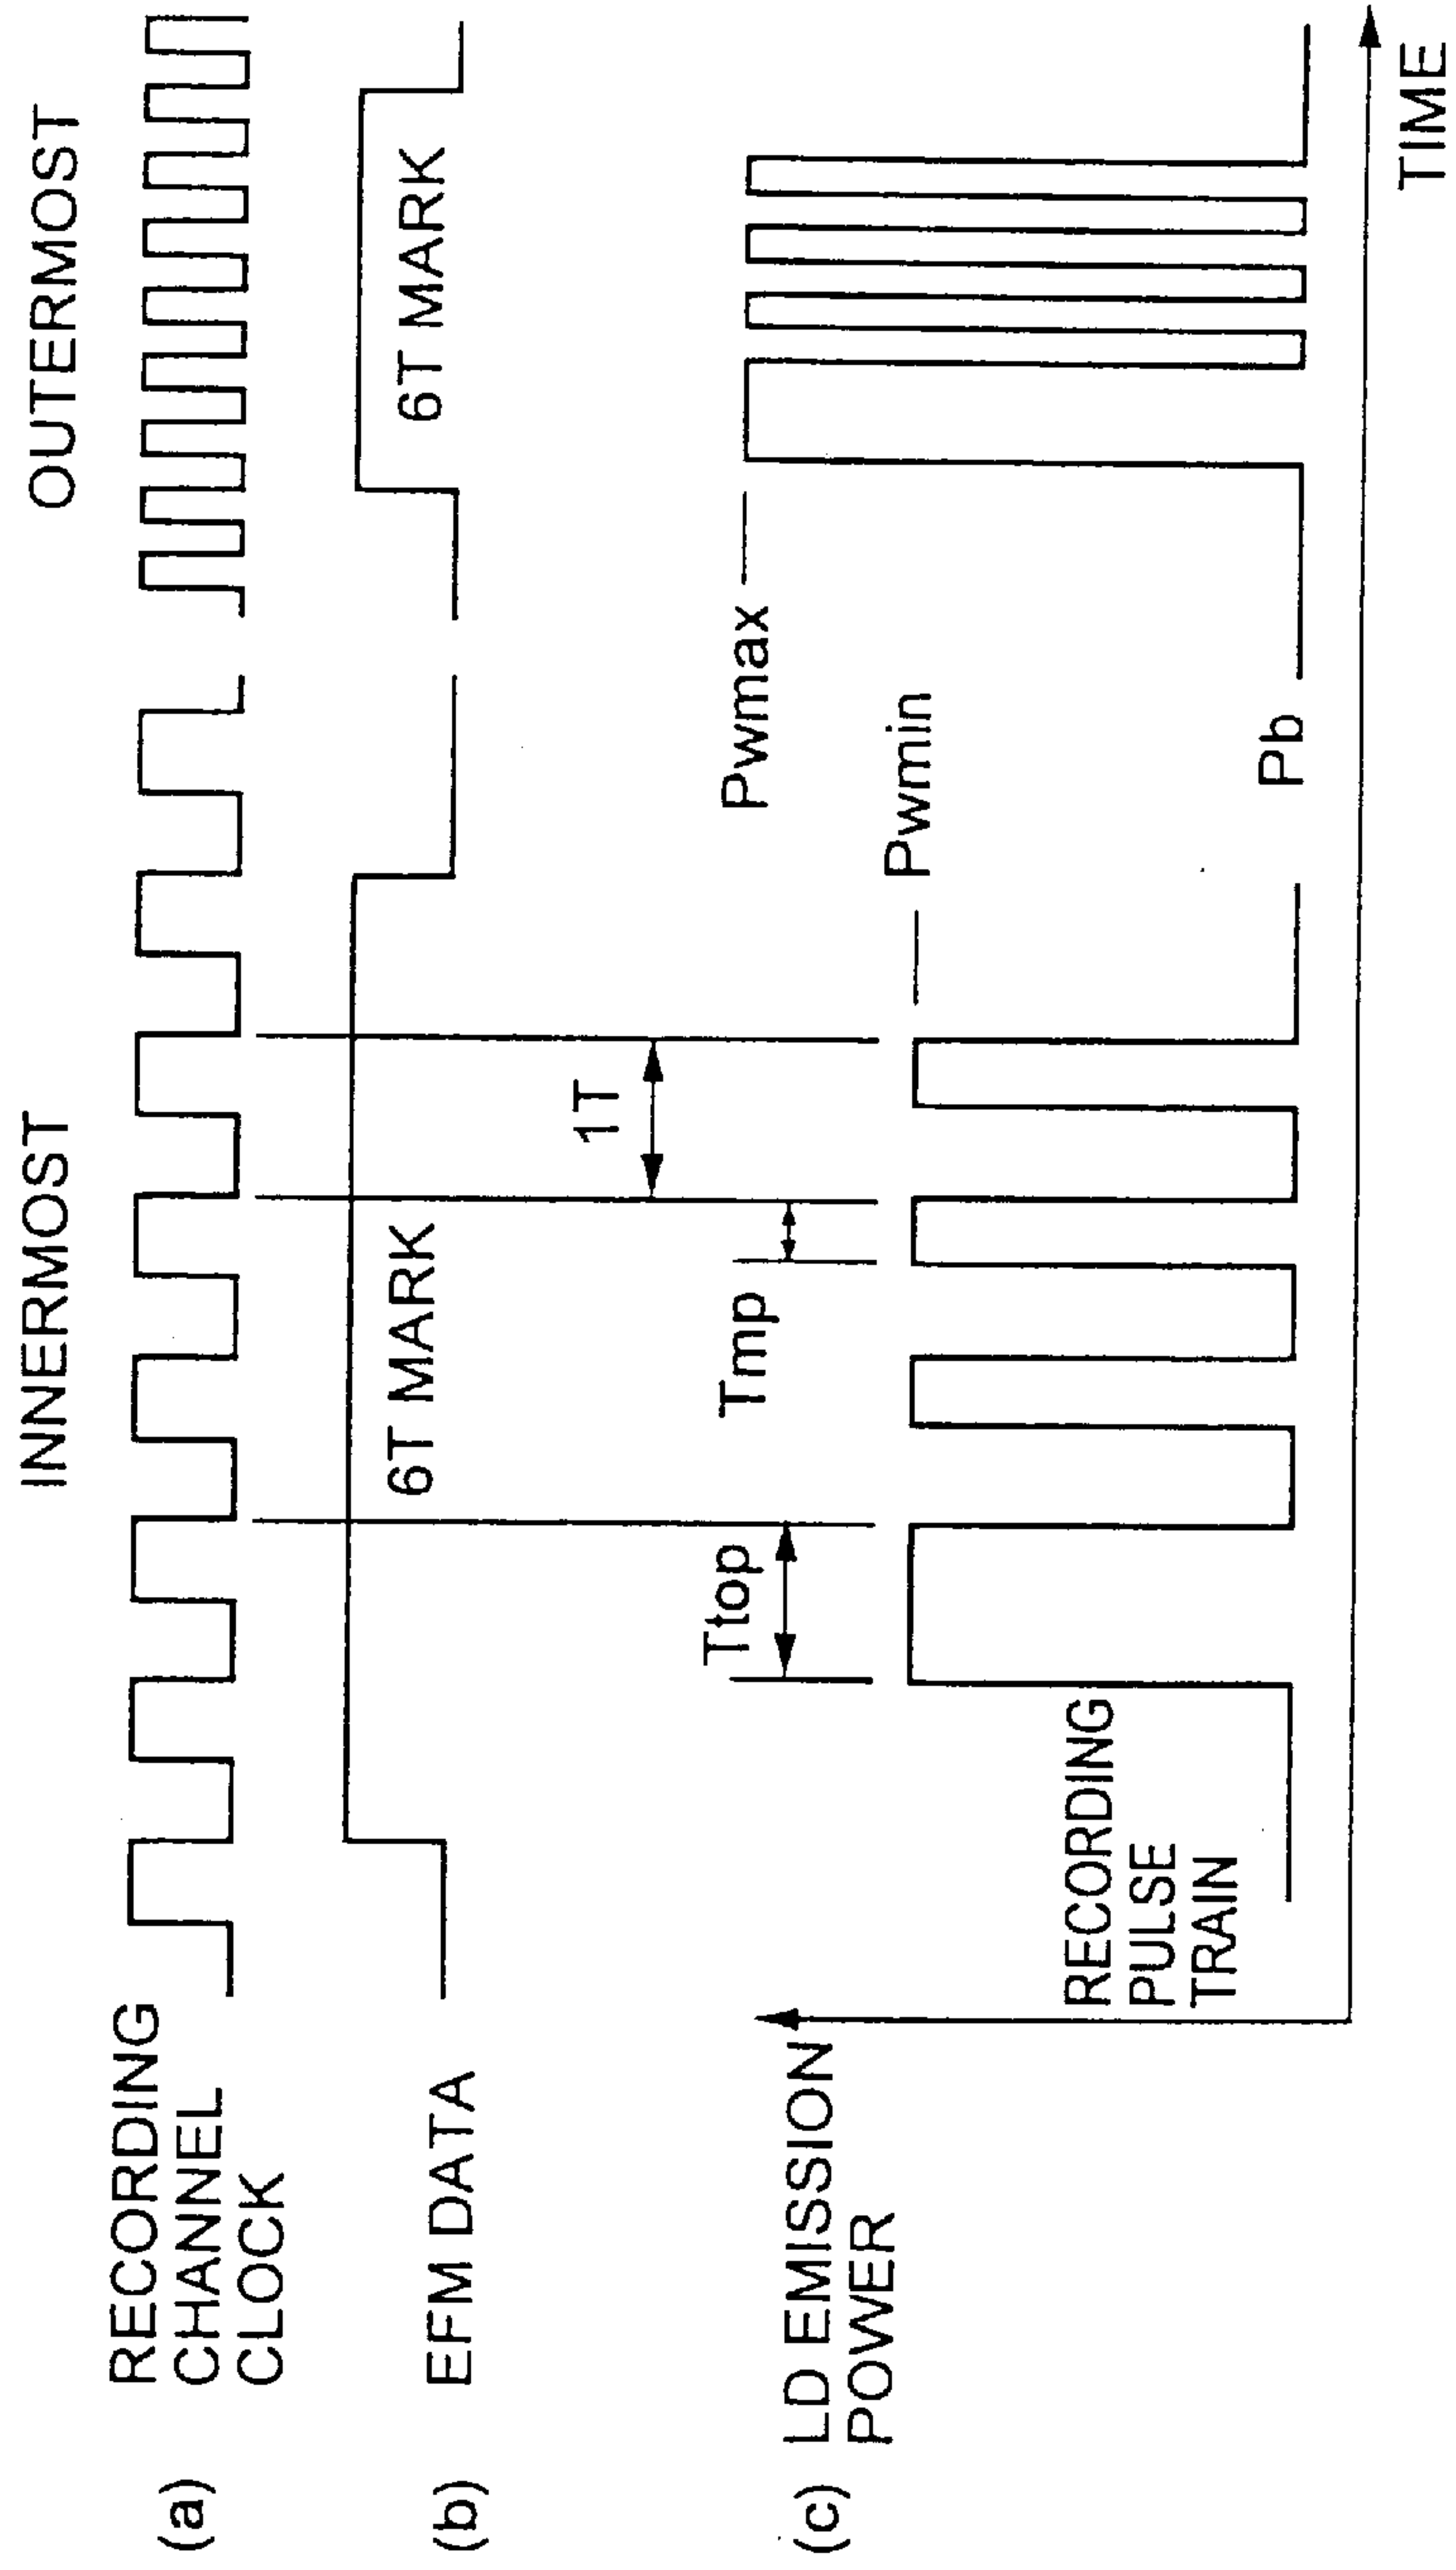 INNERMOST
OUTERMOST
(a)
RECORDING
CHANNEL
CLOCK
(b)
EFM DATA
6T MARK
6T MARK
(c)
LD EMISSION
POWER
Ttop
Tmp
1T
Pwmax
Pwmin
Pb
RECORDING
PULSE
TRAIN
TIME